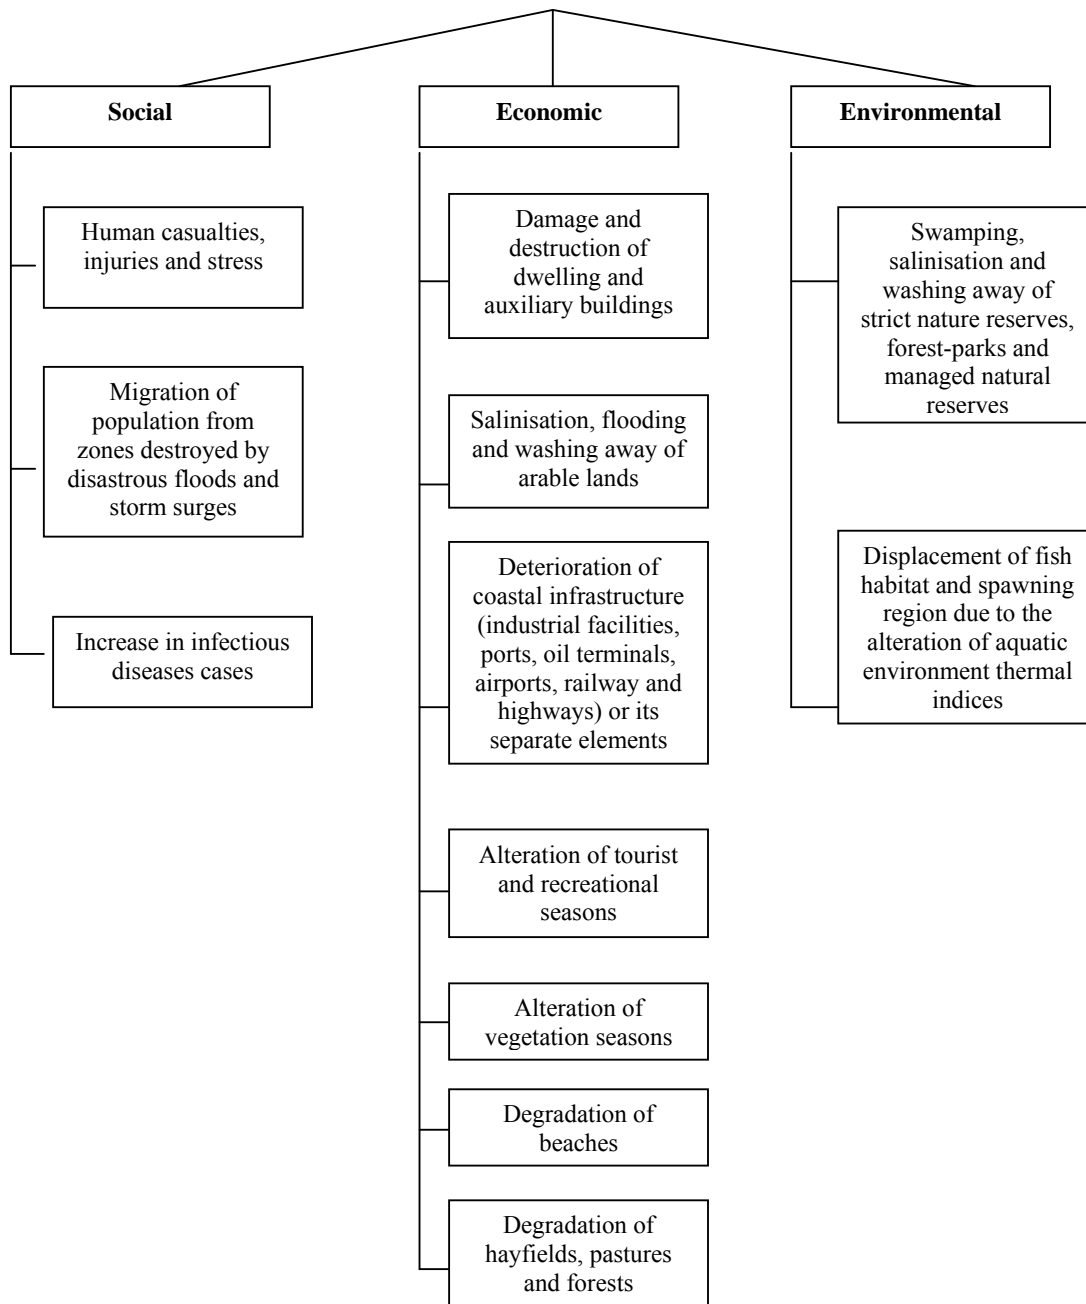 Social
Human casualties,
injuries and stress
Migration of
population from
zones destroyed by
disastrous floods and
storm surges
Increase in infectious
diseases cases
Economic
Damage and
destruction of
dwelling and
auxiliary buildings
Salinisation, flooding
and washing away of
arable lands
Deterioration of
coastal infrastructure
(industrial facilities,
ports, oil terminals,
airports, railway and
highways) or its
separate elements
Alteration of tourist
and recreational
seasons
Alteration of
vegetation seasons
Degradation of
beaches
Degradation of
hayfields, pastures
and forests
Environmental
Swamping,
salinisation and
washing away of
strict nature reserves,
forest-parks and
managed natural
reserves
Displacement of fish
habitat and spawning
region due to the
alteration of aquatic
environment thermal
indices